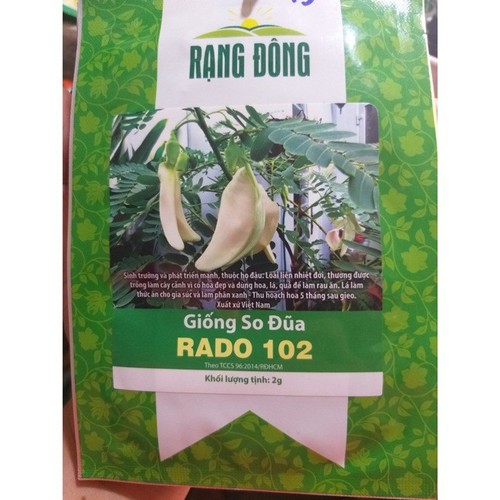 RẠNG ĐÔNG
Sinh trưởng và phát triển mạnh, thuộc họ đậu: Loài liên nhiệt đới, thương được
trồng làm cây cảnh vì có hoa đẹp và dùng hoa, lá, quả để làm rau ăn. Lá làm
thức ăn cho gia súc và làm phân xanh - Thu hoạch hoa 5 tháng sau gieo.
Xuất xứ Việt Nam
Giống So Đũa
RADO 102
Theo TCCS 96:2014/RĐHCM
Khối lượng tịnh: 2g